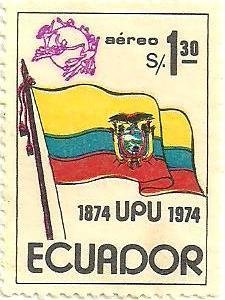 aéreo
S/. 1.30
1874 UPU 1974
ECUADOR